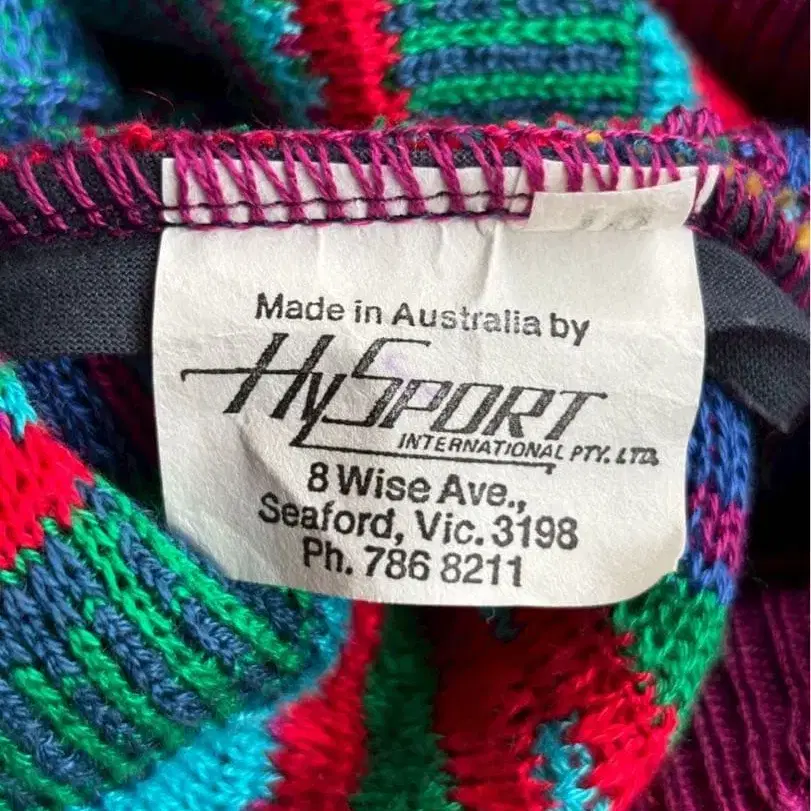 Made in Australia by
HySPORT
INTERNATIONAL PTY. LTD.
8 Wise Ave.,
Seaford, Vic. 3198
Ph. 786 8211